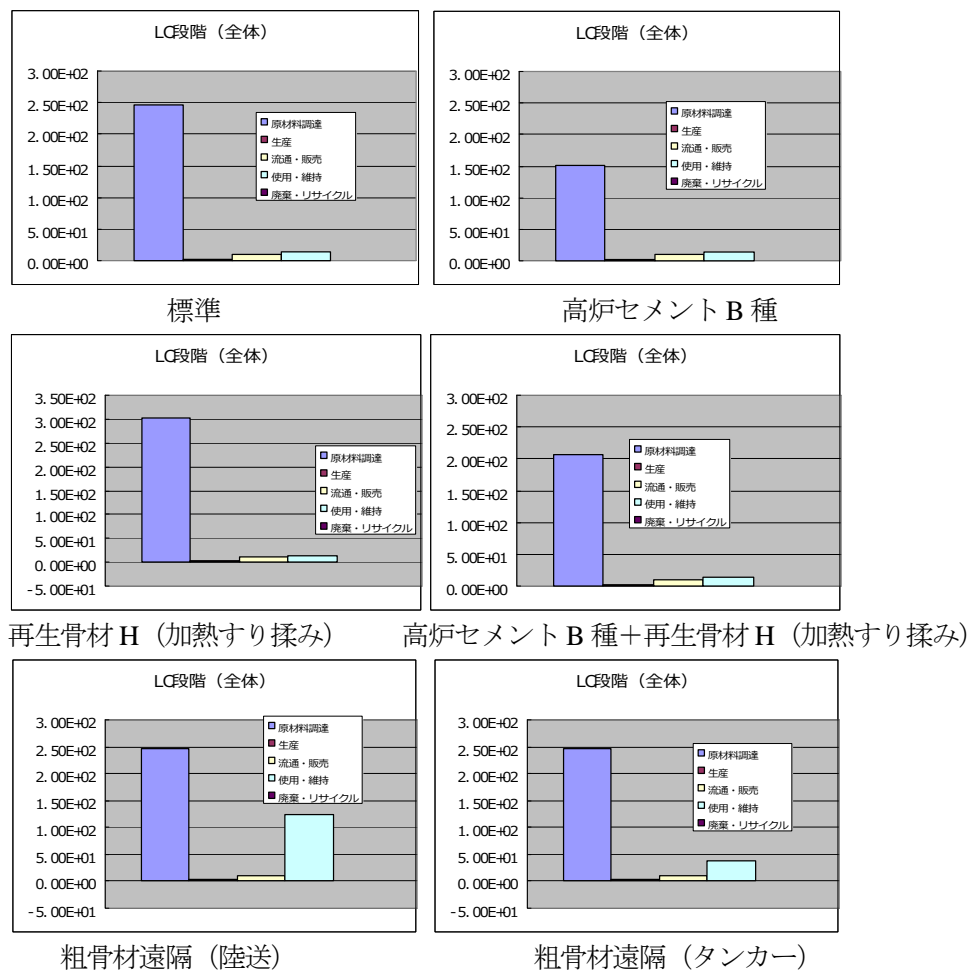 LC段階（全体）
3.00E+02
2.50E+02
2.00E+02
1.50E+02
1.00E+02
5.00E+01
0.00E+00
原材料調達
生産
流通・販売
使用・維持
廃棄・リサイクル
標準
LC段階（全体）
3.00E+02
2.50E+02
2.00E+02
1.50E+02
1.00E+02
5.00E+01
0.00E+00
原材料調達
生産
流通・販売
使用・維持
廃棄・リサイクル
高炉セメント B 種
LC段階（全体）
3.50E+02
3.00E+02
2.50E+02
2.00E+02
1.50E+02
1.00E+02
5.00E+01
0.00E+00
-5.00E+01
原材料調達
生産
流通・販売
使用・維持
廃棄・リサイクル
再生骨材 H（加熱すり揉み）
LC段階（全体）
3.00E+02
2.50E+02
2.00E+02
1.50E+02
1.00E+02
5.00E+01
0.00E+00
原材料調達
生産
流通・販売
使用・維持
廃棄・リサイクル
高炉セメント B 種＋再生骨材 H（加熱すり揉み）
LC段階（全体）
3.00E+02
2.50E+02
2.00E+02
1.50E+02
1.00E+02
5.00E+01
0.00E+00
-5.00E+01
原材料調達
生産
流通・販売
使用・維持
廃棄・リサイクル
粗骨材遠隔（陸送）
LC段階（全体）
3.00E+02
2.50E+02
2.00E+02
1.50E+02
1.00E+02
5.00E+01
0.00E+00
-5.00E+01
原材料調達
生産
流通・販売
使用・維持
廃棄・リサイクル
粗骨材遠隔（タンカー）